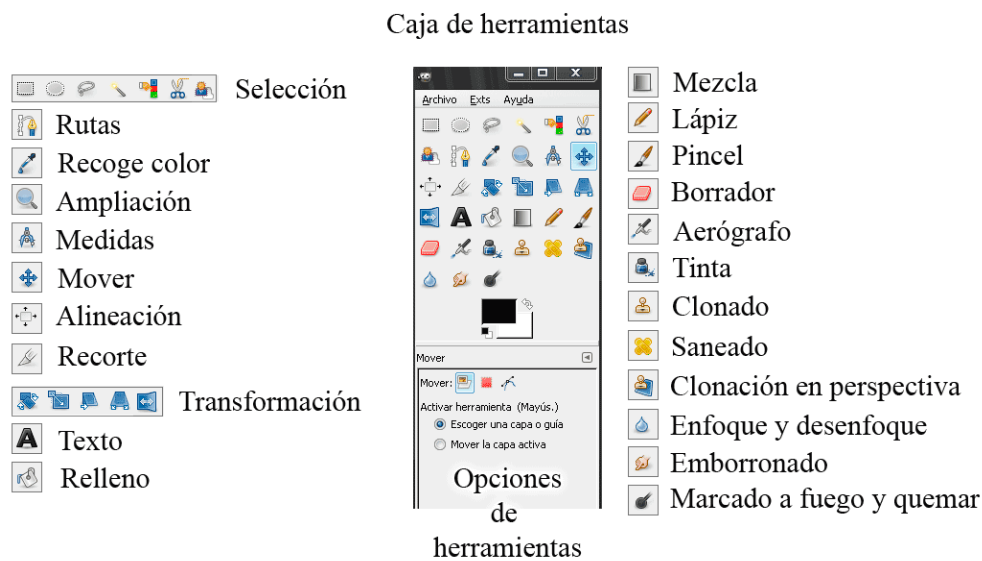 Caja de herramientas
Selección
Rutas
Recoge color
Ampliación
Medidas
Mover
Alineación
Recorte
Transformación
Texto
Relleno
Archivo Exts Ayuda
Mover
Mover:
Activar herramienta (Mayús.)
Escoger una capa o guía
Mover la capa activa
Opciones
de
herramientas
Mezcla
Lápiz
Pincel
Borrador
Aerógrafo
Tinta
Clonado
Saneado
Clonación en perspectiva
Enfoque y desenfoque
Emborronado
Marcado a fuego y quemar